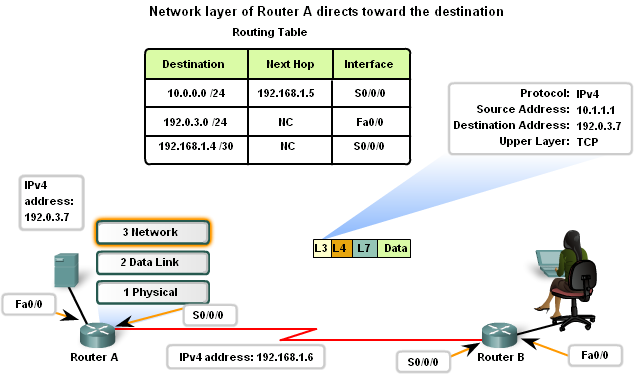 Network layer of Router A directs toward the destination
Routing Table
Destination Next Hop Interface
10.0.0.0 /24 192.168.1.5 S0/0/0
192.0.3.0 /24 NC Fa0/0
192.168.1.4 /30 NC S0/0/0
Protocol: IPv4
Source Address: 10.1.1.1
Destination Address: 192.0.3.7
Upper Layer: TCP
IPv4
address:
192.0.3.7
3 Network
2 Data Link
1 Physical
L3 L4 L7 Data
Fa0/0
S0/0/0
Router A
IPv4 address: 192.168.1.6
S0/0/0
Router B
Fa0/0